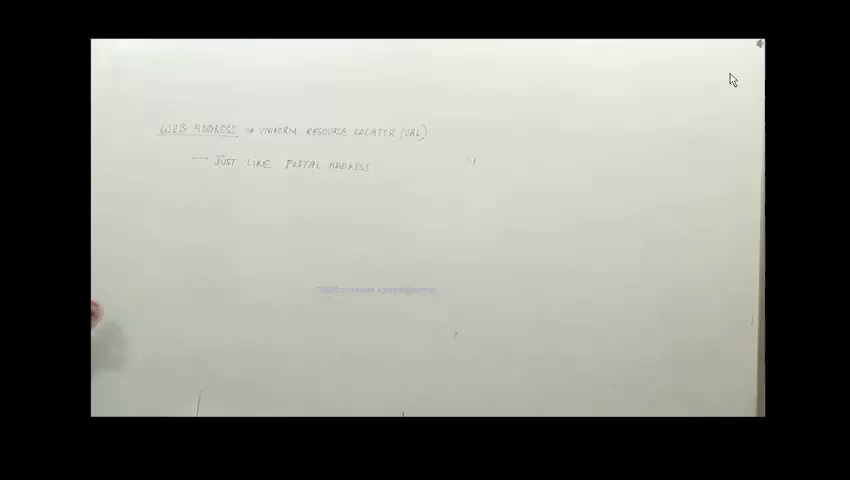 WEB ADDRESS → UNIFORM RESOURCE LOCATOR (URL)
— JUST LIKE POSTAL ADDRESS